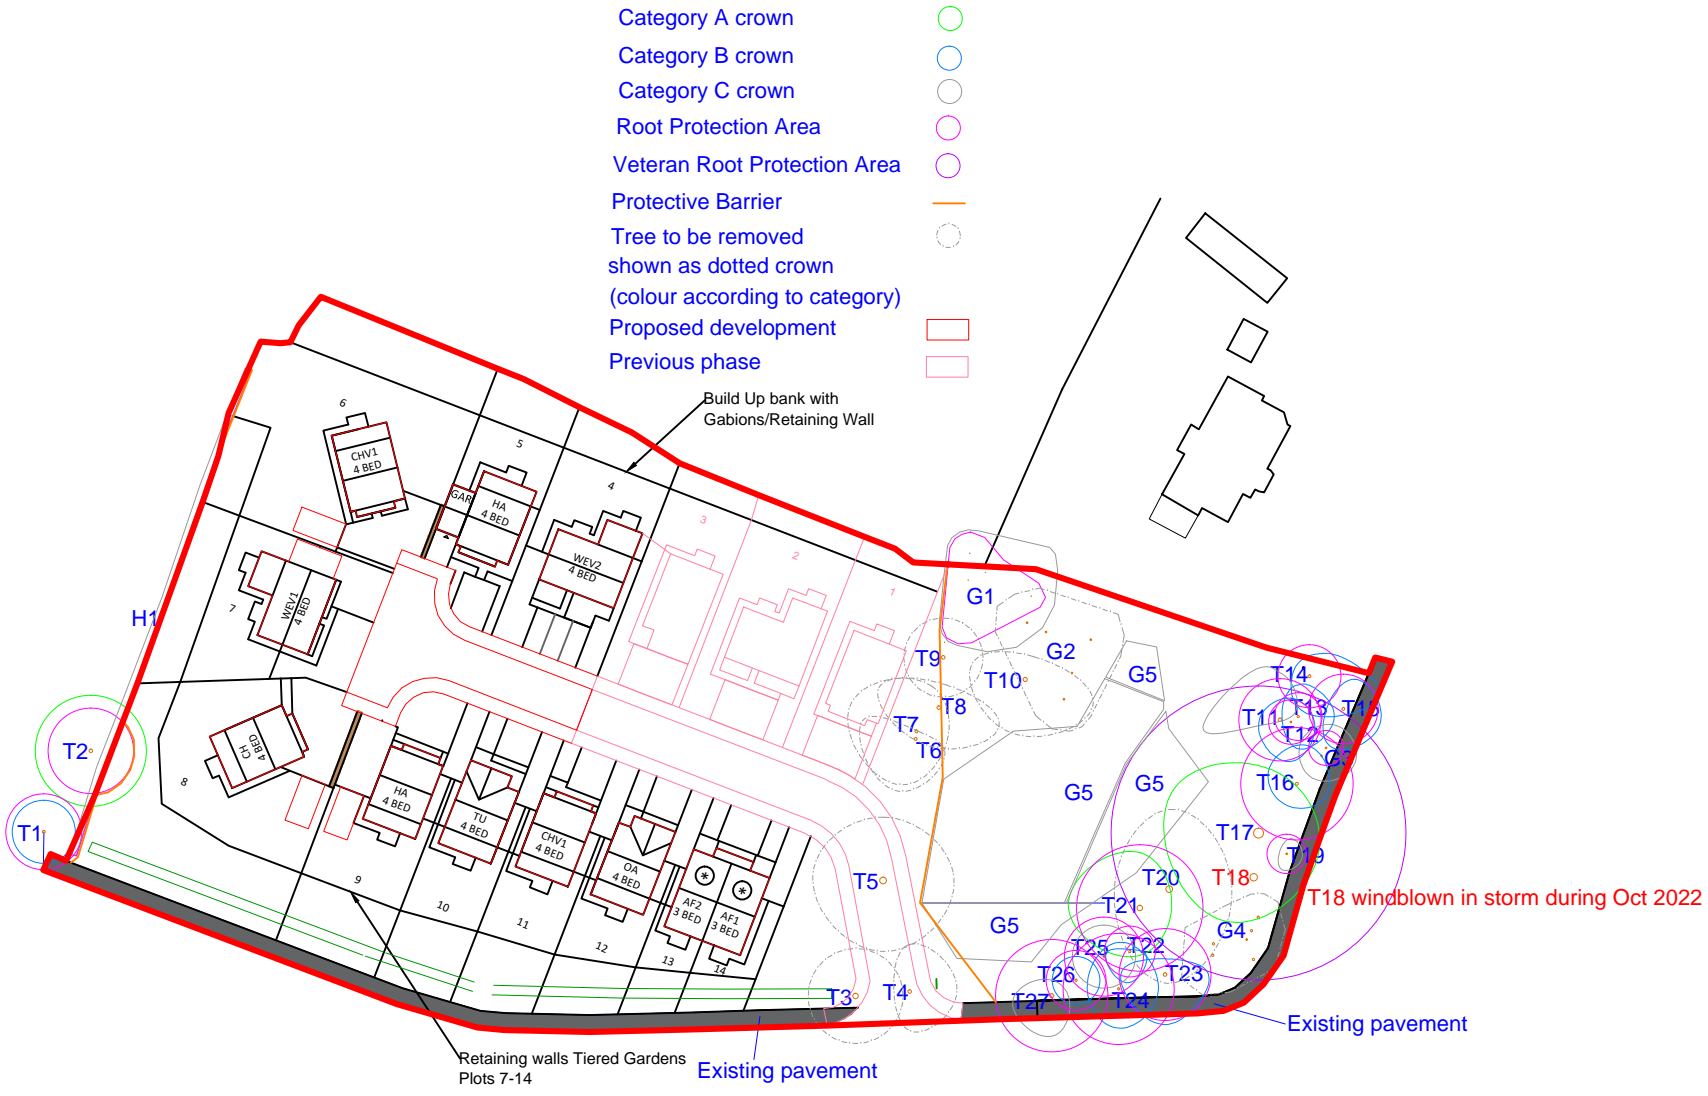 Category A crown
Category B crown
Category C crown
Root Protection Area
Veteran Root Protection Area
Protective Barrier
Tree to be removed
shown as dotted crown
(colour according to category)
Proposed development
Previous phase
Build Up bank with
Gabions/Retaining Wall
6
5
4
3
2
1
CHV1
4 BED
GAR
HA
4 BED
WEV2
4 BED
WEV1
4 BED
7
H1
G1
G2
G5
T9
T10
T8
T7
T6
T14
T13
T15
T11
T12
G3
T2
T1
CH
4 BED
8
HA
4 BED
TU
4 BED
CHV1
4 BED
OA
4 BED
AF2
3 BED
AF1
3 BED
G5
G5
T16
T17
T19
T5
T20
T18
T18 windblown in storm during Oct 2022
T21
9
10
11
12
13
14
G5
G4
T25
T22
T26
T23
T3
T4
T27
T24
Existing pavement
Retaining walls Tiered Gardens
Plots 7-14
Existing pavement